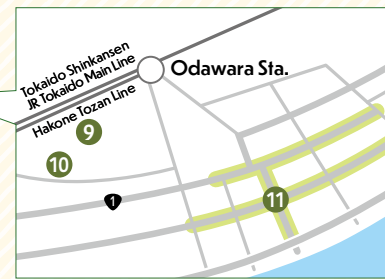 Tokaido Shinkansen
JR Tokaido Main Line
Hakone Tozan Line
Odawara Sta.
9
10
1
11